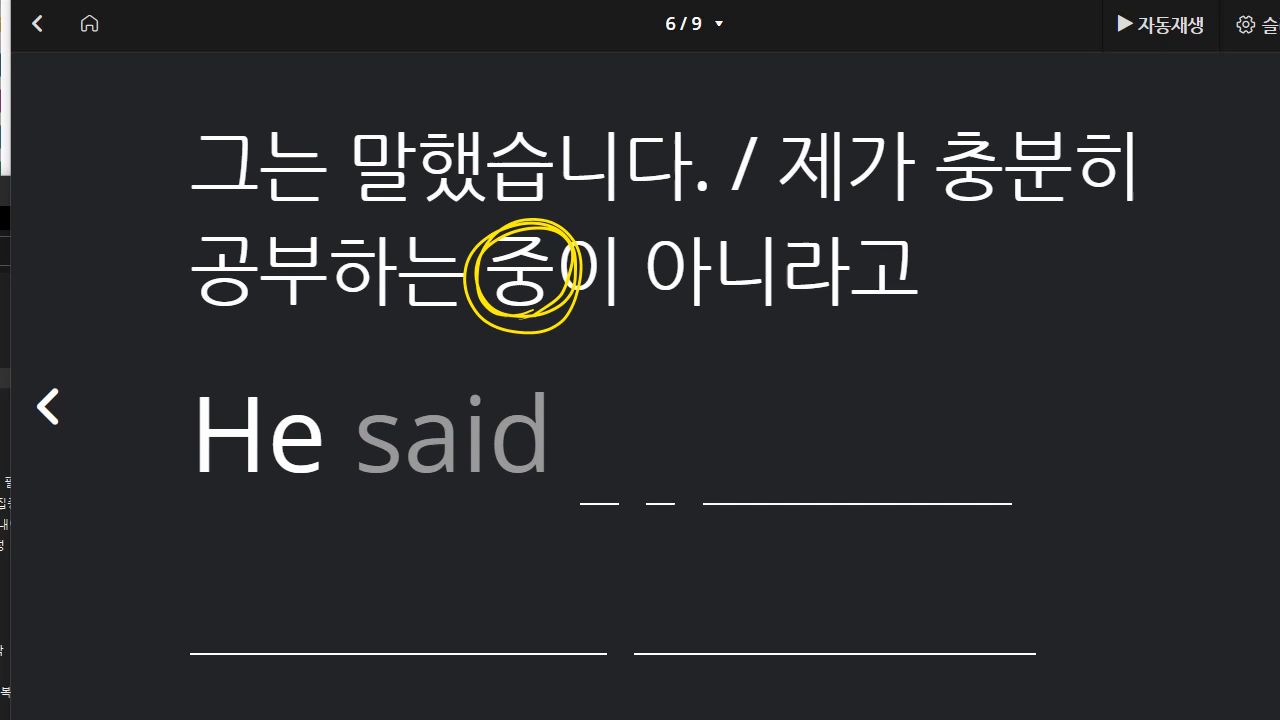 6 / 9
자동재생
그는 말했습니다. / 제가 충분히
공부하는 중이 아니라고
He said